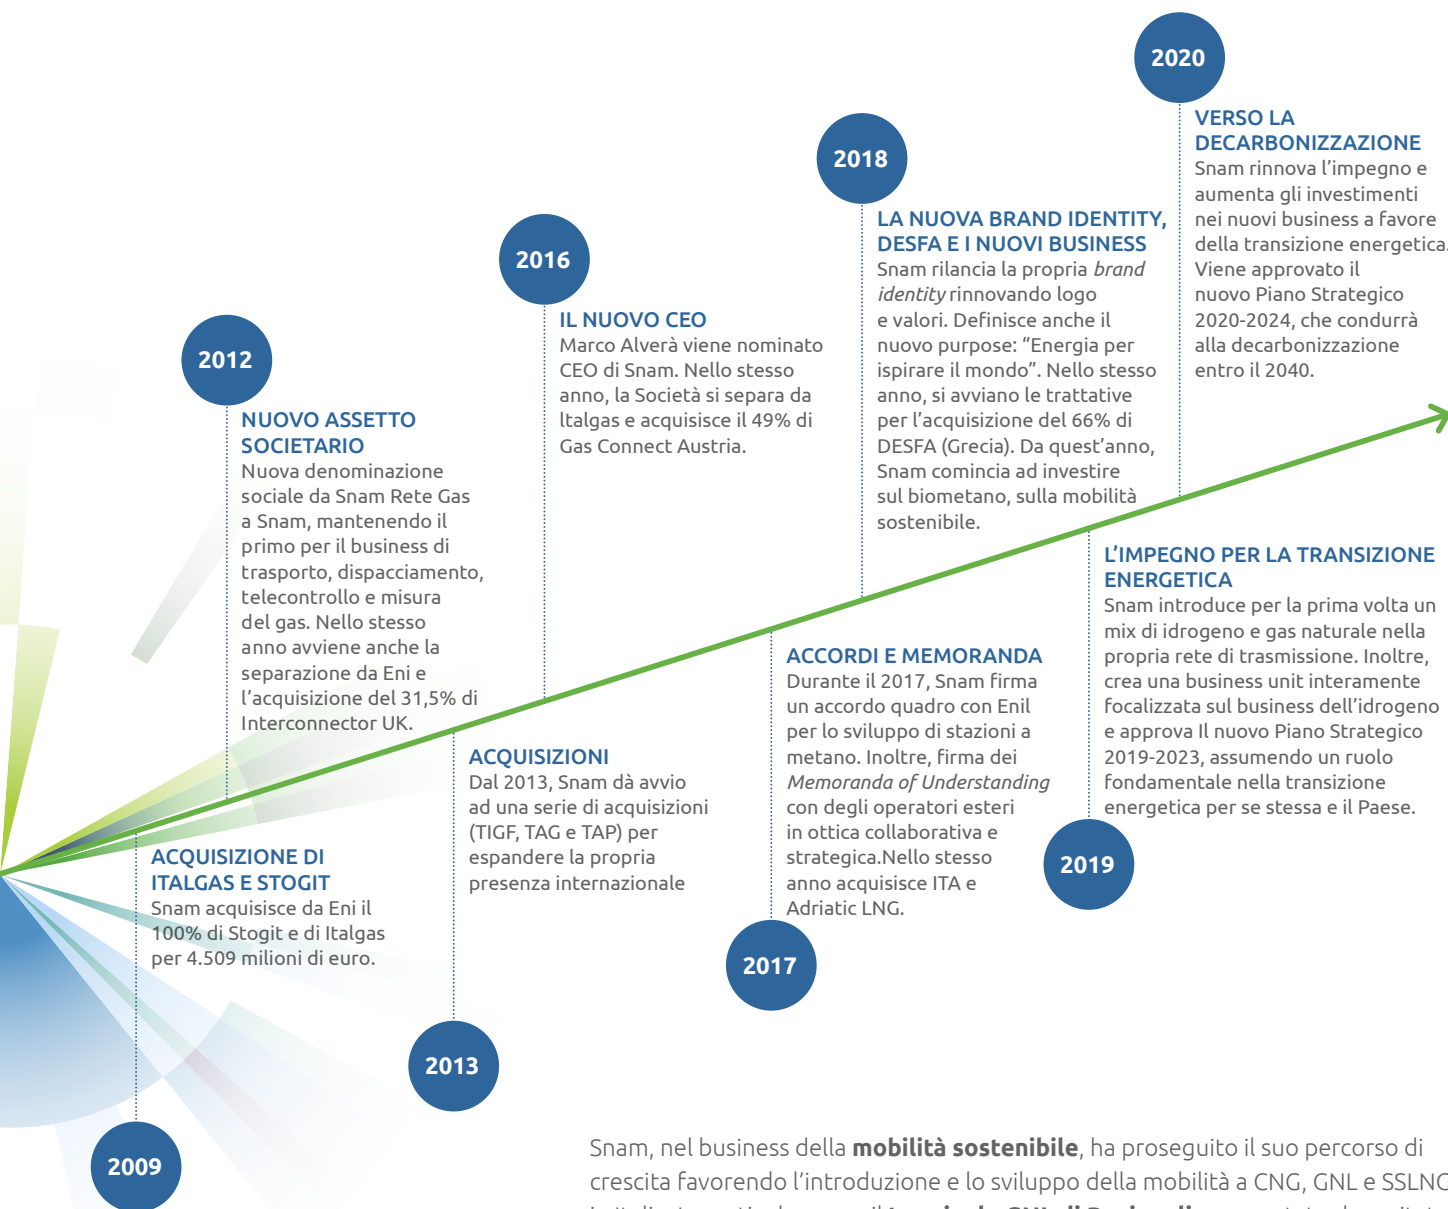 2020
VERSO LA
DECARBONIZZAZIONE
Snam rinnova l'impegno e
aumenta gli investimenti
nei nuovi business a favore
della transizione energetica.
Viene approvato il
nuovo Piano Strategico
2020-2024, che condurrà
alla decarbonizzazione
entro il 2040.
2018
LA NUOVA BRAND IDENTITY,
DESFA E I NUOVI BUSINESS
Snam rilancia la propria brand
identity rinnovando logo
e valori. Definisce anche il
nuovo purpose: “Energia per
ispirare il mondo”. Nello stesso
anno, si avviano le trattative
per l'acquisizione del 66% di
DESFA (Grecia). Da quest'anno,
Snam comincia ad investire
sul biometano, sulla mobilità
sostenibile.
2016
IL NUOVO CEO
Marco Alverà viene nominato
CEO di Snam. Nello stesso
anno, la Società si separa da
ltalgas e acquisisce il 49% di
Gas Connect Austria.
2012
NUOVO ASSETTO
SOCIETARIO
Nuova denominazione
sociale da Snam Rete Gas
a Snam, mantenendo il
primo per il business di
trasporto, dispacciamento,
telecontrollo e misura
del gas. Nello stesso
anno avviene anche la
separazione da Eni e
l'acquisizione del 31,5% di
Interconnector UK.
L'IMPEGNO PER LA TRANSIZIONE
ENERGETICA
Snam introduce per la prima volta un
mix di idrogeno e gas naturale nella
propria rete di trasmissione. Inoltre,
crea una business unit interamente
focalizzata sul business dell'idrogeno
e approva Il nuovo Piano Strategico
2019-2023, assumendo un ruolo
fondamentale nella transizione
energetica per se stessa e il Paese.
2019
ACCORDI E MEMORANDA
Durante il 2017, Snam firma
un accordo quadro con Enil
per lo sviluppo di stazioni a
metano. Inoltre, firma dei
Memoranda of Understanding
con degli operatori esteri
in ottica collaborativa e
strategica.Nello stesso
anno acquisisce ITA e
Adriatic LNG.
2017
ACQUISIZIONI
Dal 2013, Snam dà avvio
ad una serie di acquisizioni
(TIGF, TAG e TAP) per
espandere la propria
presenza internazionale
2013
ACQUISIZIONE DI
ITALGAS E STOGIT
Snam acquisisce da Eni il
100% di Stogit e di Italgas
per 4.509 milioni di euro.
2009
Snam, nel business della mobilità sostenibile, ha proseguito il suo percorso di
crescita favorendo l'introduzione e lo sviluppo della mobilità a CNG, GNL e SSLNG